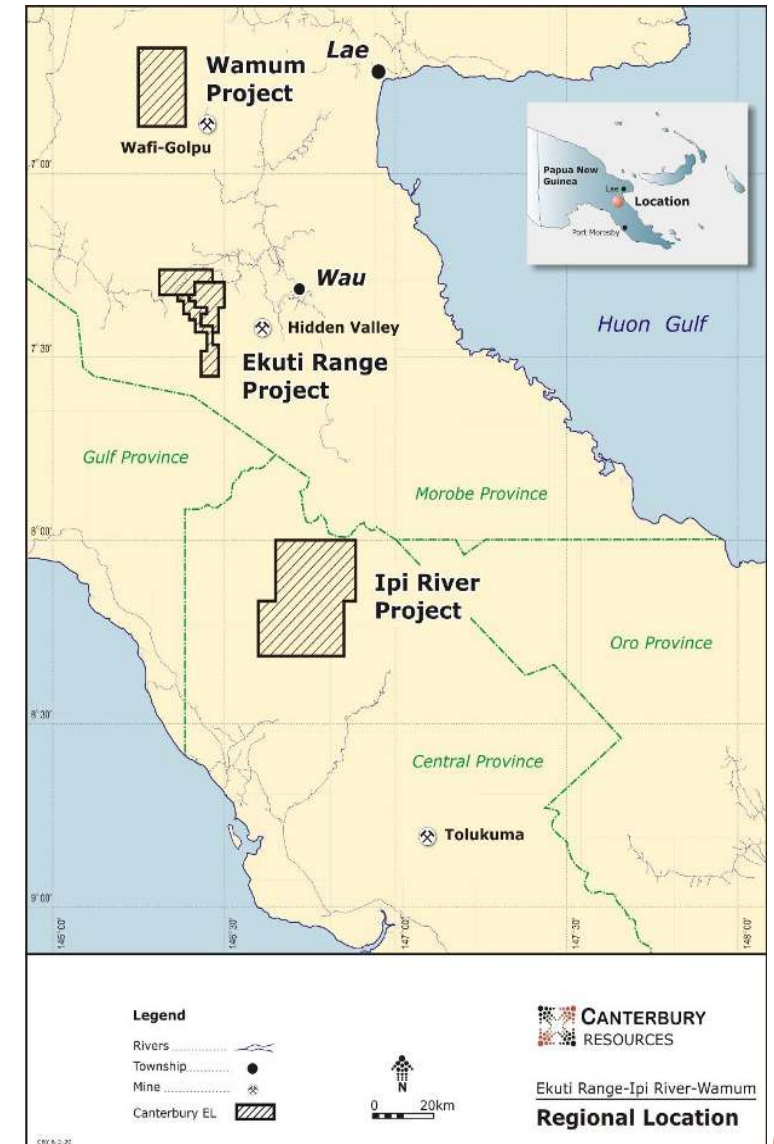 Lae
Wamum
Project
Wafi-Golpu
7°00'
Papua New
Guinea
Lae
Location
Port Moresby
Wau
Hidden Valley
Huon Gulf
7°30'
Ekuti Range
Project
Gulf Province
Morobe Province
8°00'
Ipi River
Project
Oro Province
8°30'
Central Province
Tolukuma
9°00'
146°30'
147°00'
147°30'
148°00'
Legend
Rivers
Township
Mine
Canterbury EL
N
0 20km
CANTERBURY
RESOURCES
Ekuti Range-Ipi River-Wamum
Regional Location